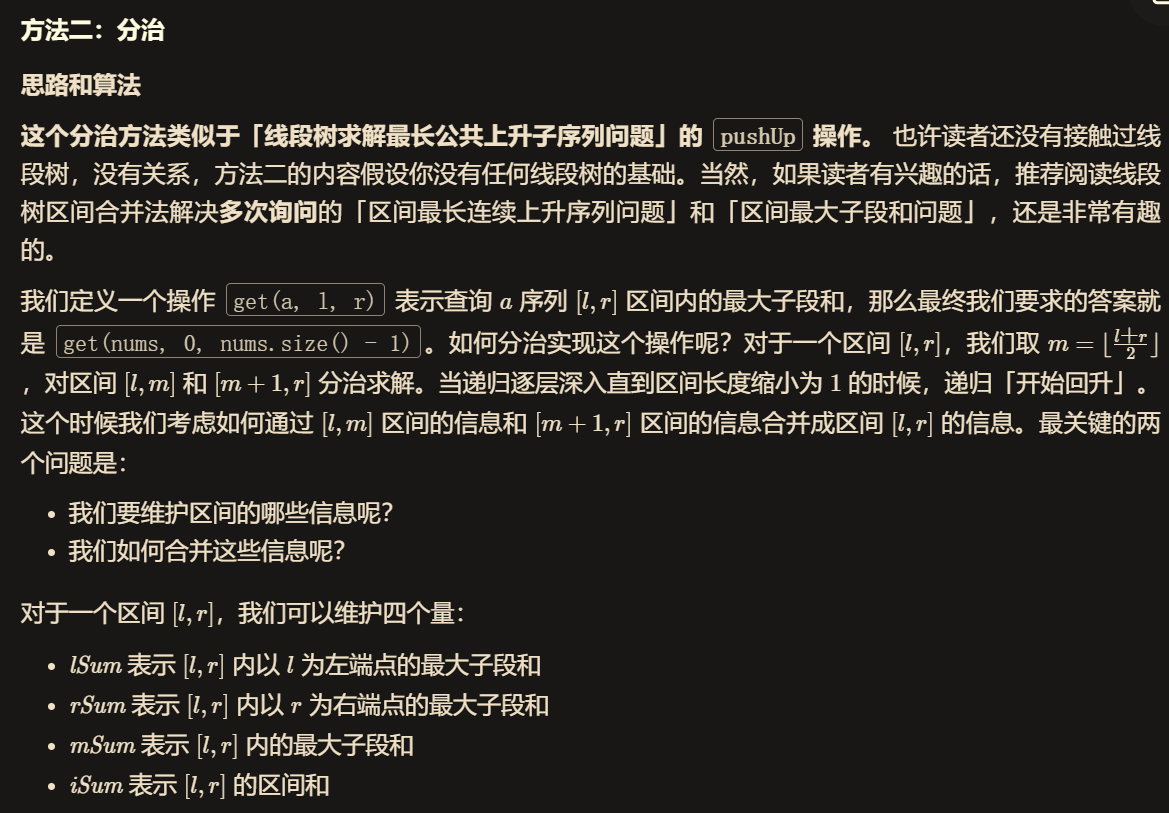 方法二：分治
思路和算法
这个分治方法类似于「线段树求解最长公共上升子序列问题」的 pushUp 操作。 也许读者还没有接触过线
段树，没有关系，方法二的内容假设你没有任何线段树的基础。当然，如果读者有兴趣的话，推荐阅读线段
树区间合并法解决多次询问的「区间最长连续上升序列问题」和「区间最大子段和问题」，还是非常有趣
的。
我们定义一个操作 get(a, l, r) 表示查询 a 序列 [l, r] 区间内的最大子段和，那么最终我们要求的答案就
是 get(nums, 0, nums.size() - 1)。如何分治实现这个操作呢？对于一个区间 [l, r]，我们取 m = ⌊(l+r)/2⌋
，对区间 [l, m] 和 [m + 1, r] 分治求解。当递归逐层深入直到区间长度缩小为 1 的时候，递归「开始回升」。
这个时候我们考虑如何通过 [l, m] 区间的信息和 [m + 1, r] 区间的信息合并成区间 [l, r] 的信息。最关键的两
个问题是：
• 我们要维护区间的哪些信息呢？
• 我们如何合并这些信息呢？
对于一个区间 [l, r]，我们可以维护四个量：
• lSum 表示 [l, r] 内以 l 为左端点的最大子段和
• rSum 表示 [l, r] 内以 r 为右端点的最大子段和
• mSum 表示 [l, r] 内的最大子段和
• iSum 表示 [l, r] 的区间和